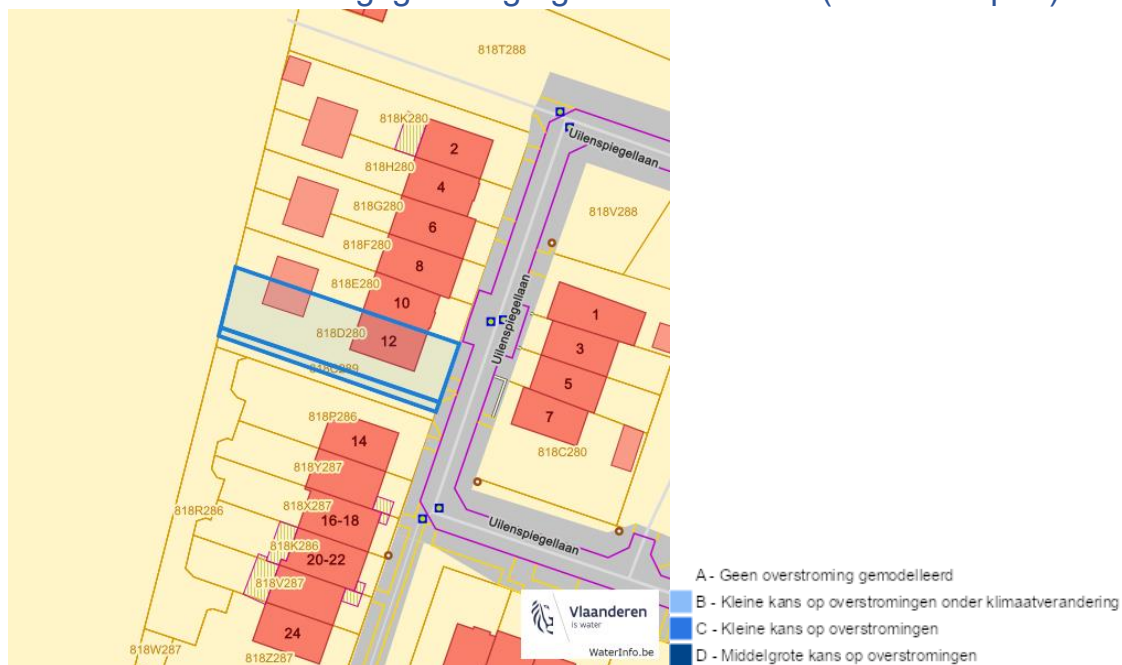 818T288
818K280
2
Uilenspiegellaan
818H280
4
818G280
818V288
6
818F280
8
818E280
10
Uilenspiegellaan
1
818D280
12
3
5
818P286
7
14
818C280
818Y287
818X287
818R286
16-18
Uilenspiegellaan
818K286
20-22
818V287
24
818W287
818Z287
Vlaanderen
is water
WaterInfo.be
A - Geen overstroming gemodelleerd
B - Kleine kans op overstromingen onder klimaatverandering
C - Kleine kans op overstromingen
D - Middelgrote kans op overstromingen